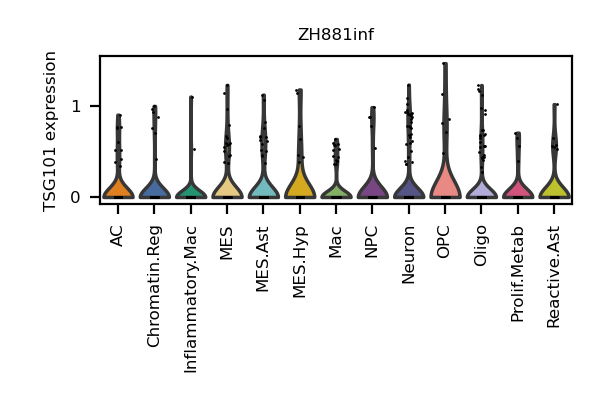 ZH881inf
TSG101 expression
1
0
AC
Chromatin.Reg
Inflammatory.Mac
MES
MES.Ast
MES.Hyp
Mac
NPC
Neuron
OPC
Oligo
Prolif.Metab
Reactive.Ast